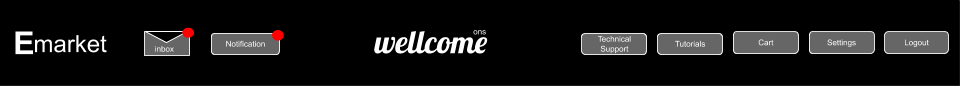 Emarket
inbox
Notification
wellcome
ons
Technical
Support
Tutorials
Cart
Settings
Logout